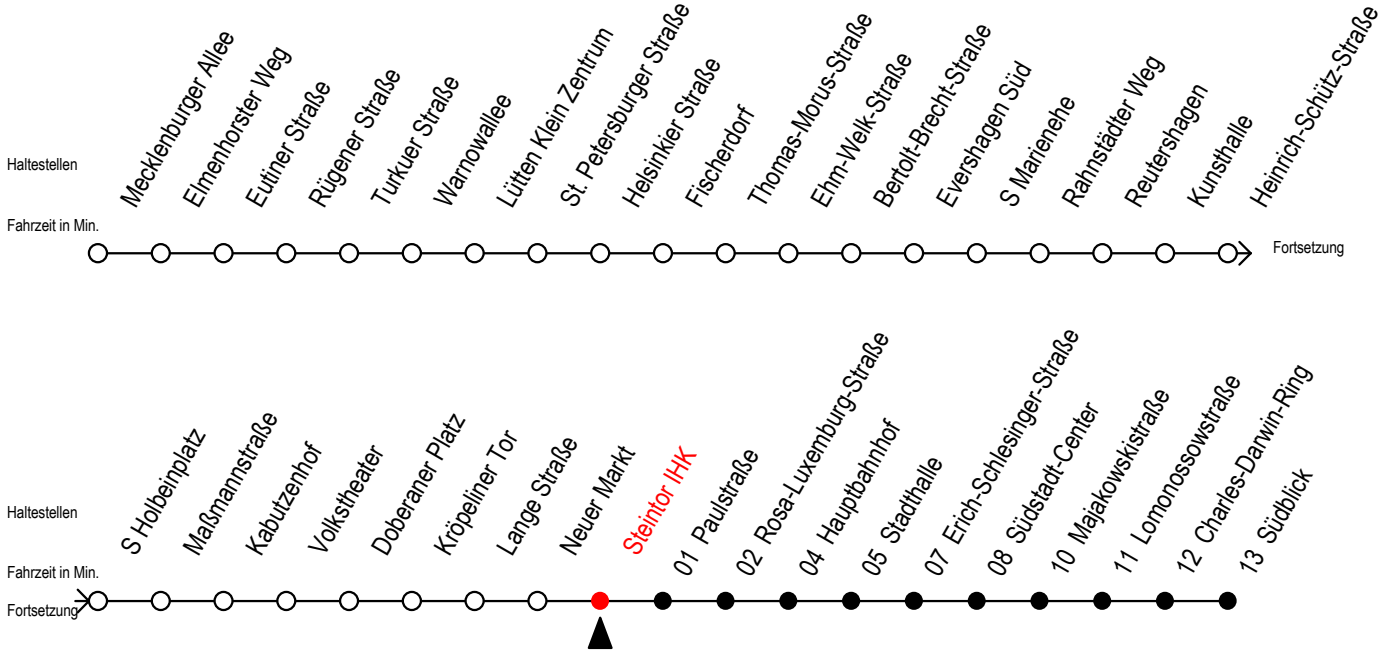 Haltestellen
Mecklenburger Allee
Elmenhorster Weg
Eutiner Straße
Rügener Straße
Turkuer Straße
Warnowallee
Lütten Klein Zentrum
St. Petersburger Straße
Helsinkier Straße
Fischerdorf
Thomas-Morus-Straße
Ehm-Welk-Straße
Bertolt-Brecht-Straße
Evershagen Süd
S Marienehe
Rahnstädter Weg
Reutershagen
Kunsthalle
Heinrich-Schütz-Straße
Fahrzeit in Min.
Fortsetzung
Haltestellen
S Holbeinplatz
Maßmannstraße
Kabutzenhof
Volkstheater
Doberaner Platz
Kröpeliner Tor
Lange Straße
Neuer Markt
Steintor IHK
01 Paulstraße
02 Rosa-Luxemburg-Straße
04 Hauptbahnhof
05 Stadthalle
07 Erich-Schlesinger-Straße
08 Südstadt-Center
10 Majakowskistraße
11 Lomonossowstraße
12 Charles-Darwin-Ring
13 Südblick
Fahrzeit in Min.
Fortsetzung